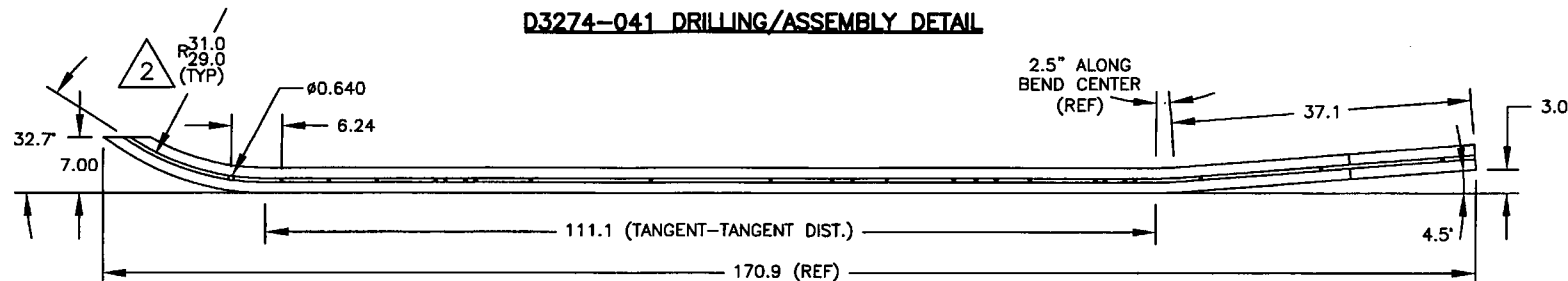 D3274-041 DRILLING/ASSEMBLY DETAIL
2
R31.0
29.0
(TYP)
ø0.640
6.24
2.5" ALONG
BEND CENTER
(REF)
37.1
3.0
32.7°
7.00
111.1 (TANGENT-TANGENT DIST.)
4.5°
170.9 (REF)